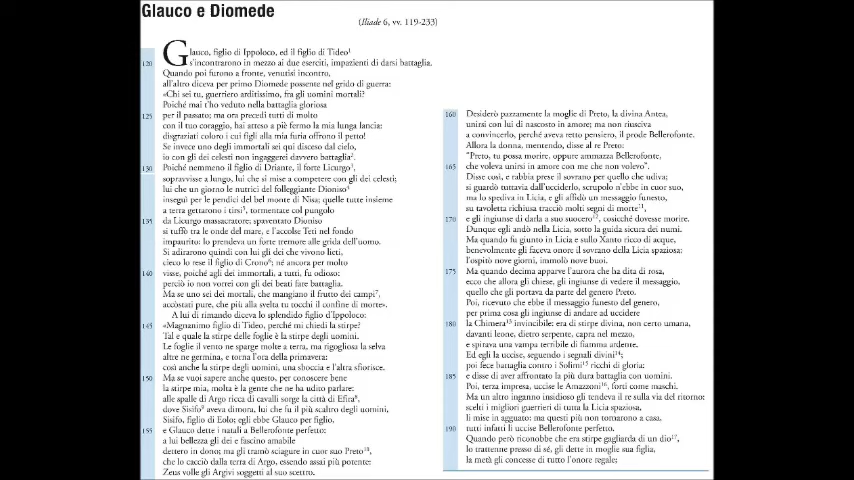 Glauco e Diomede
(Iliade 6, vv. 119-233)
Glauco, figlio di Ippoloco, ed il figlio di Tideo¹
120 s'incontrarono in mezzo ai due eserciti, impazienti di darsi battaglia.
Quando poi furono a fronte, venutisi incontro,
all'altro diceva per primo Diomede possente nel grido di guerra:
«Chi sei tu, guerriero arditissimo, fra gli uomini mortali?
Poiché mai t'ho veduto nella battaglia gloriosa
125 per il passato; ma ora precedi tutti di molto
con il tuo coraggio, hai atteso a piè fermo la mia lunga lancia:
disgraziati coloro i cui figli alla mia furia offrono il petto!
Se invece uno degli immortali sei qui disceso dal cielo,
io con gli dei celesti non ingaggerei davvero battaglia².
130 Poiché nemmeno il figlio di Driante, il forte Licurgo³,
sopravvisse a lungo, lui che si mise a competere con gli dei celesti;
lui che un giorno le nutrici del folleggiante Dioniso⁴
inseguì per le pendici del bel monte di Nisa; quelle tutte insieme
a terra gettarono i tirsi⁵, tormentate col pungolo
135 da Licurgo massacratore; spaventato Dioniso
si tuffò tra le onde del mare, e l'accolse Teti nel fondo
impaurito: lo prendeva un forte tremore alle grida dell'uomo.
Si adirarono quindi con lui gli dei che vivono lieti,
cieco lo rese il figlio di Crono⁶; né ancora per molto
140 visse, poiché agli dei immortali, a tutti, fu odioso:
perciò io non vorrei con gli dei beati fare battaglia.
Ma se uno sei dei mortali, che mangiano il frutto dei campi⁷,
accòstati pure, che più alla svelta tu tocchi il confine di morte».
A lui di rimando diceva lo splendido figlio d'Ippoloco:
145 «Magnanimo figlio di Tideo, perché mi chiedi la stirpe?
Tal e quale la stirpe delle foglie è la stirpe degli uomini.
Le foglie il vento ne sparge molte a terra, ma rigogliosa la selva
altre ne germina, e torna l'ora della primavera:
così anche la stirpe degli uomini, una sboccia e l'altra sfiorisce.
150 Ma se vuoi sapere anche questo, per conoscere bene
la stirpe mia, molta è la gente che ne ha udito parlare:
alle spalle di Argo ricca di cavalli sorge la città di Efira⁸,
dove Sisifo⁹ aveva dimora, lui che fu il più scaltro degli uomini,
Sisifo, figlio di Eolo; egli ebbe Glauco per figlio,
155 e Glauco dette i natali a Bellerofonte perfetto:
a lui bellezza gli dei e fascino amabile
dettero in dono; ma gli tramò sciagure in cuor suo Preto¹⁰,
che lo cacciò dalla terra di Argo, essendo assai più potente:
Zeus volle gli Argivi soggetti al suo scettro.
160 Desiderò pazzamente la moglie di Preto, la divina Antea,
unirsi con lui di nascosto in amore; ma non riusciva
a convincerlo, perché aveva retto pensiero, il prode Bellerofonte.
Allora la donna, mentendo, disse al re Preto:
"Preto, tu possa morire, oppure ammazza Bellerofonte,
165 che voleva unirsi in amore con me che non volevo".
Disse così, e rabbia prese il sovrano per quello che udiva;
si guardò tuttavia dall'ucciderlo, scrupolo n'ebbe in cuor suo,
ma lo spediva in Licia, e gli affidò un messaggio funesto,
su tavoletta richiusa tracciò molti segni di morte¹¹,
170 e gli ingiunse di darla a suo suocero¹², cosicché dovesse morire.
Dunque egli andò nella Licia, sotto la guida sicura dei numi.
Ma quando fu giunto in Licia e sullo Xanto ricco di acque,
benevolmente gli faceva onore il sovrano della Licia spaziosa:
l'ospitò nove giorni, immolò nove buoi.
175 Ma quando decima apparve l'aurora che ha dita di rosa,
ecco che allora gli chiese, gli ingiunse di vedere il messaggio,
quello che gli portava da parte del genero Preto.
Poi, ricevuto che ebbe il messaggio funesto del genero,
per prima cosa gli ingiunse di andare ad uccidere
180 la Chimera¹³ invincibile: era di stirpe divina, non certo umana,
davanti leone, dietro serpente, capra nel mezzo,
e spirava una vampa terribile di fiamma ardente.
Ed egli la uccise, seguendo i segnali divini¹⁴;
poi fece battaglia contro i Solimi¹⁵ ricchi di gloria:
185 e disse di aver affrontato la più dura battaglia con uomini.
Poi, terza impresa, uccise le Amazzoni¹⁶, forti come maschi.
Ma un altro inganno insidioso gli tendeva il re sulla via del ritorno:
scelti i migliori guerrieri di tutta la Licia spaziosa,
li mise in agguato; ma questi più non tornarono a casa,
190 tutti infatti li uccise Bellerofonte perfetto.
Quando però riconobbe che era stirpe gagliarda di un dio¹⁷,
lo trattenne presso di sé, gli dette in moglie sua figlia,
la metà gli concesse di tutto l'onore regale;